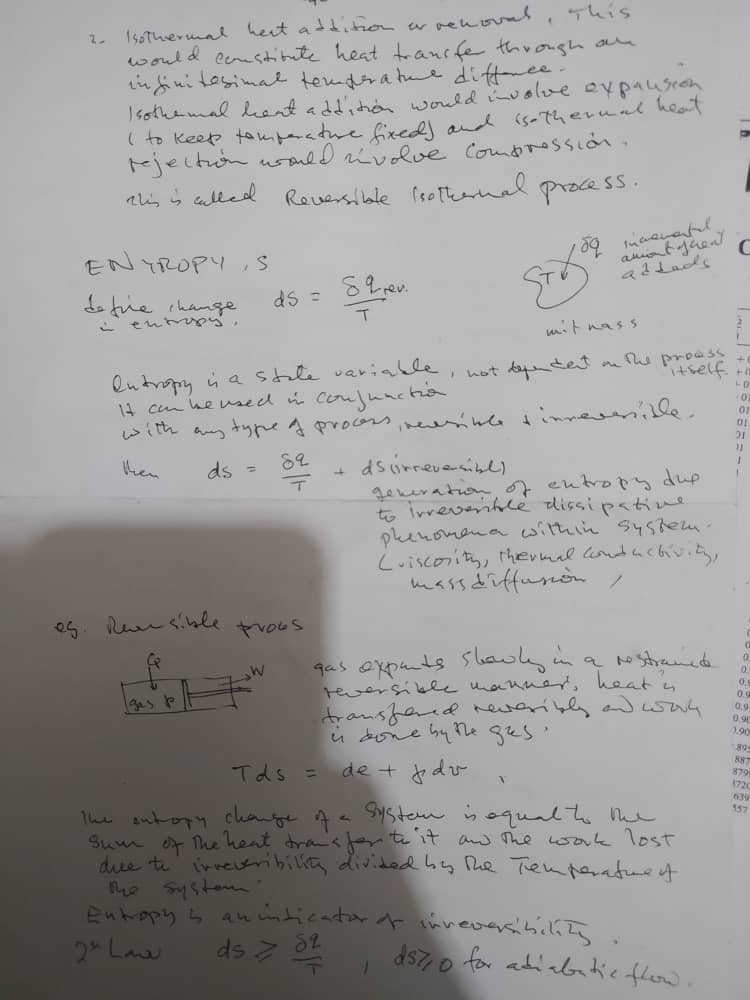 2. Isothermal heat addition or removal, This
would constitute heat transfer through an
infinitesimal temperature diffence.
Isothermal heat addition would involve expansion
(to keep temperature fixed) and isothermal heat
rejection would involve compression.
This is called Reversible Isothermal process.
ENTROPY, S
define change
in entropy.
ds = δq rev. / T
T
δq
incremental
amount of heat
added
unit mass
Entropy is a state variable, not dependent on the process
itself.
It can be used in conjunction
with any type of process, reversible + irreversible.
then ds = δq / T + ds (irreversible)
generation of entropy due
to irreversible dissipative
phenomena within system.
(viscosity, thermal conductivity,
mass diffusion)
eg. Reversible process
W
gas p
gas expands slowly in a restrained
reversible manner, heat is
transfered reversibly and work
is done by the gas.
Tds = de + pdv,
The entropy change of a system is equal to the
sum of the heat transfer to it and the work lost
due to irreversibility divided by the Temperature of
the system.
Entropy is an indicator of irreversibility.
2nd Law ds ≥ δq / T, ds ≥ 0 for adiabatic flow.
895
887
879
639
557